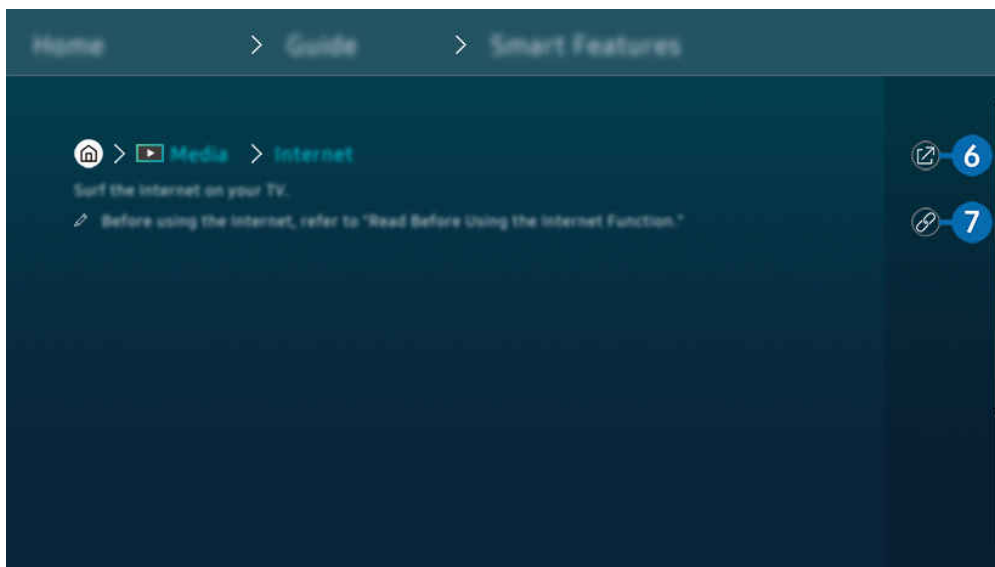 Home > Guide > Smart Features
> Media > Internet
6
Surf the Internet on your TV.
Before using the Internet, refer to "Read Before Using the Internet Function."
7